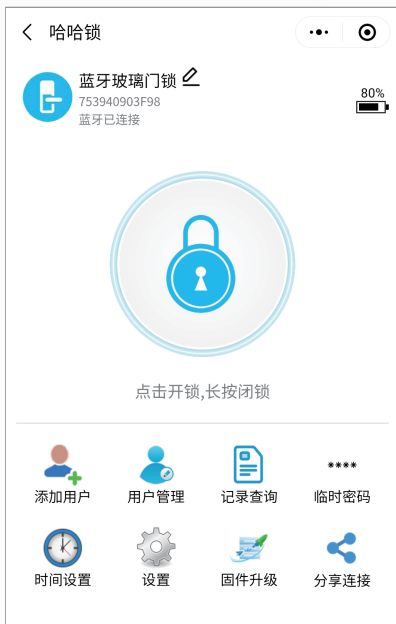 哈哈锁
蓝牙玻璃门锁
753940903F98
蓝牙已连接
80%
点击开锁,长按闭锁
****
添加用户 用户管理 记录查询 临时密码
时间设置 设置 固件升级 分享连接